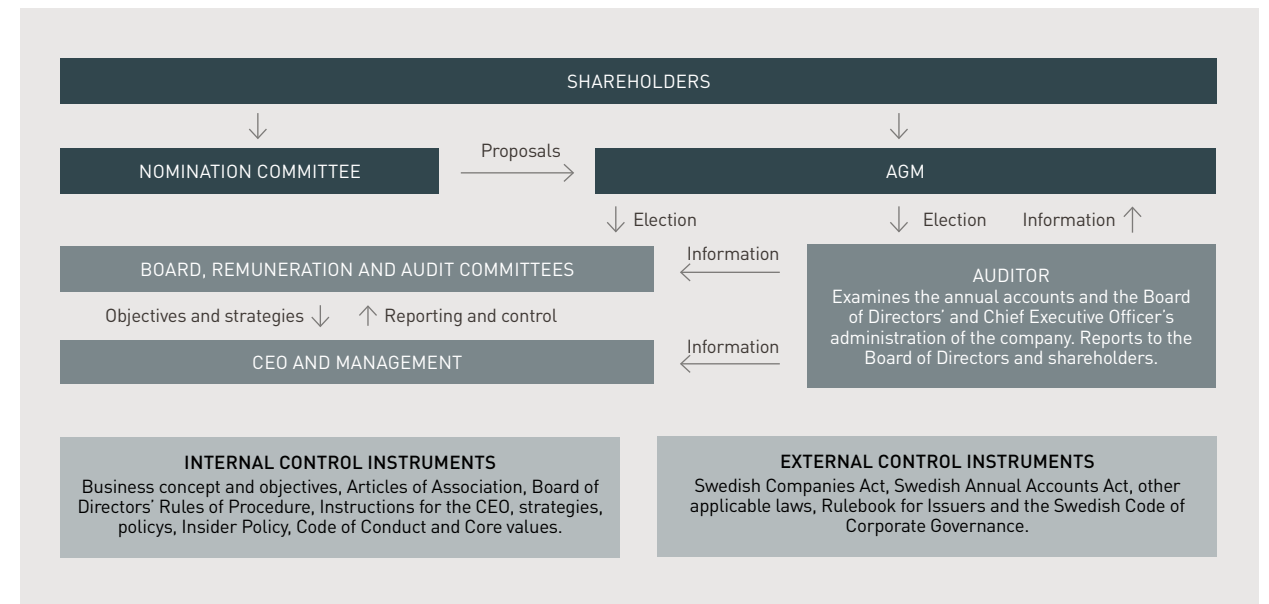 SHAREHOLDERS
NOMINATION COMMITTEE
Proposals
AGM
Election
Election
Information
BOARD, REMUNERATION AND AUDIT COMMITTEES
Information
AUDITOR
Examines the annual accounts and the Board
of Directors' and Chief Executive Officer's
administration of the company. Reports to the
Board of Directors and shareholders.
Objectives and strategies
Reporting and control
CEO AND MANAGEMENT
Information
INTERNAL CONTROL INSTRUMENTS
Business concept and objectives, Articles of Association, Board of
Directors' Rules of Procedure, Instructions for the CEO, strategies,
policys, Insider Policy, Code of Conduct and Core values.
EXTERNAL CONTROL INSTRUMENTS
Swedish Companies Act, Swedish Annual Accounts Act, other
applicable laws, Rulebook for Issuers and the Swedish Code of
Corporate Governance.